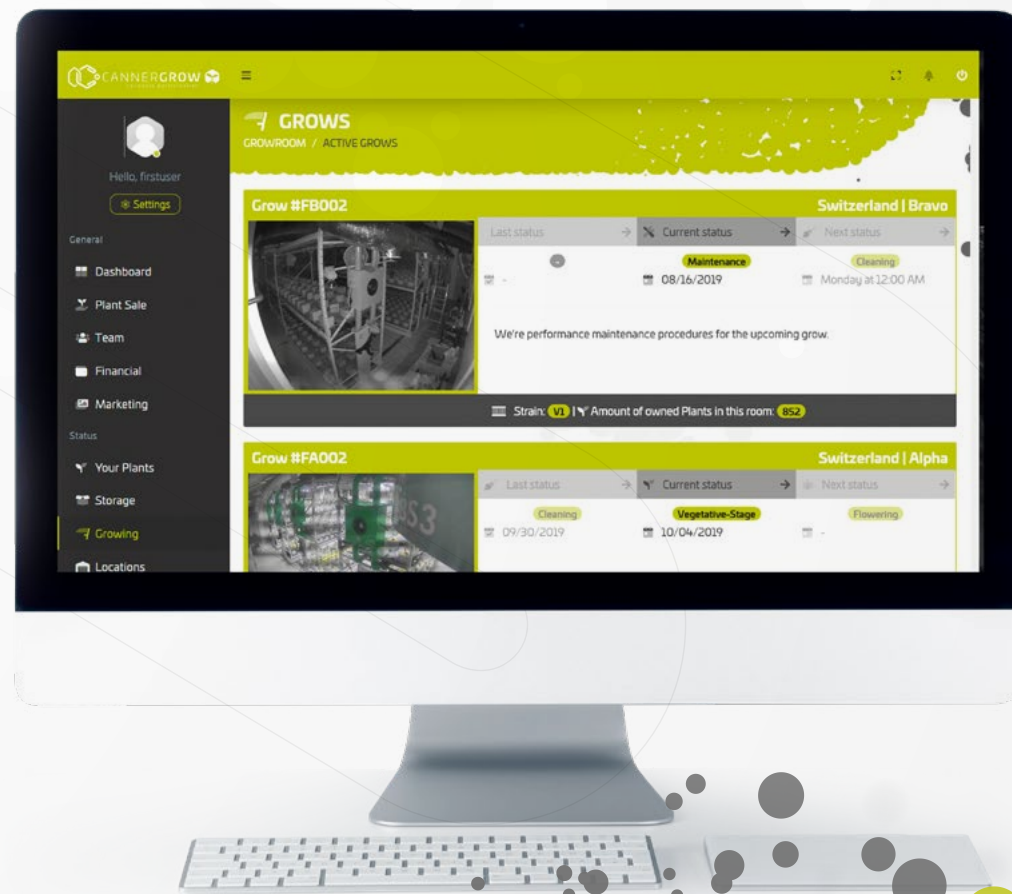 CANNERGROW
Hello, firstuser
Settings
General
Dashboard
Plant Sale
Team
Financial
Marketing
Status
Your Plants
Storage
Growing
Locations
GROWS
GROWROOM / ACTIVE GROWS
Grow #FB002 Switzerland | Bravo
Last status → Current status → Next status →
- Maintenance Cleaning
- 08/16/2019 Monday at 12:00 AM
We're performance maintenance procedures for the upcoming grow.
Strain: V1 | Amount of owned Plants in this room: 852
Grow #FA002 Switzerland | Alpha
Last status → Current status → Next status →
Cleaning Vegetative-Stage Flowering
09/30/2019 10/04/2019 -